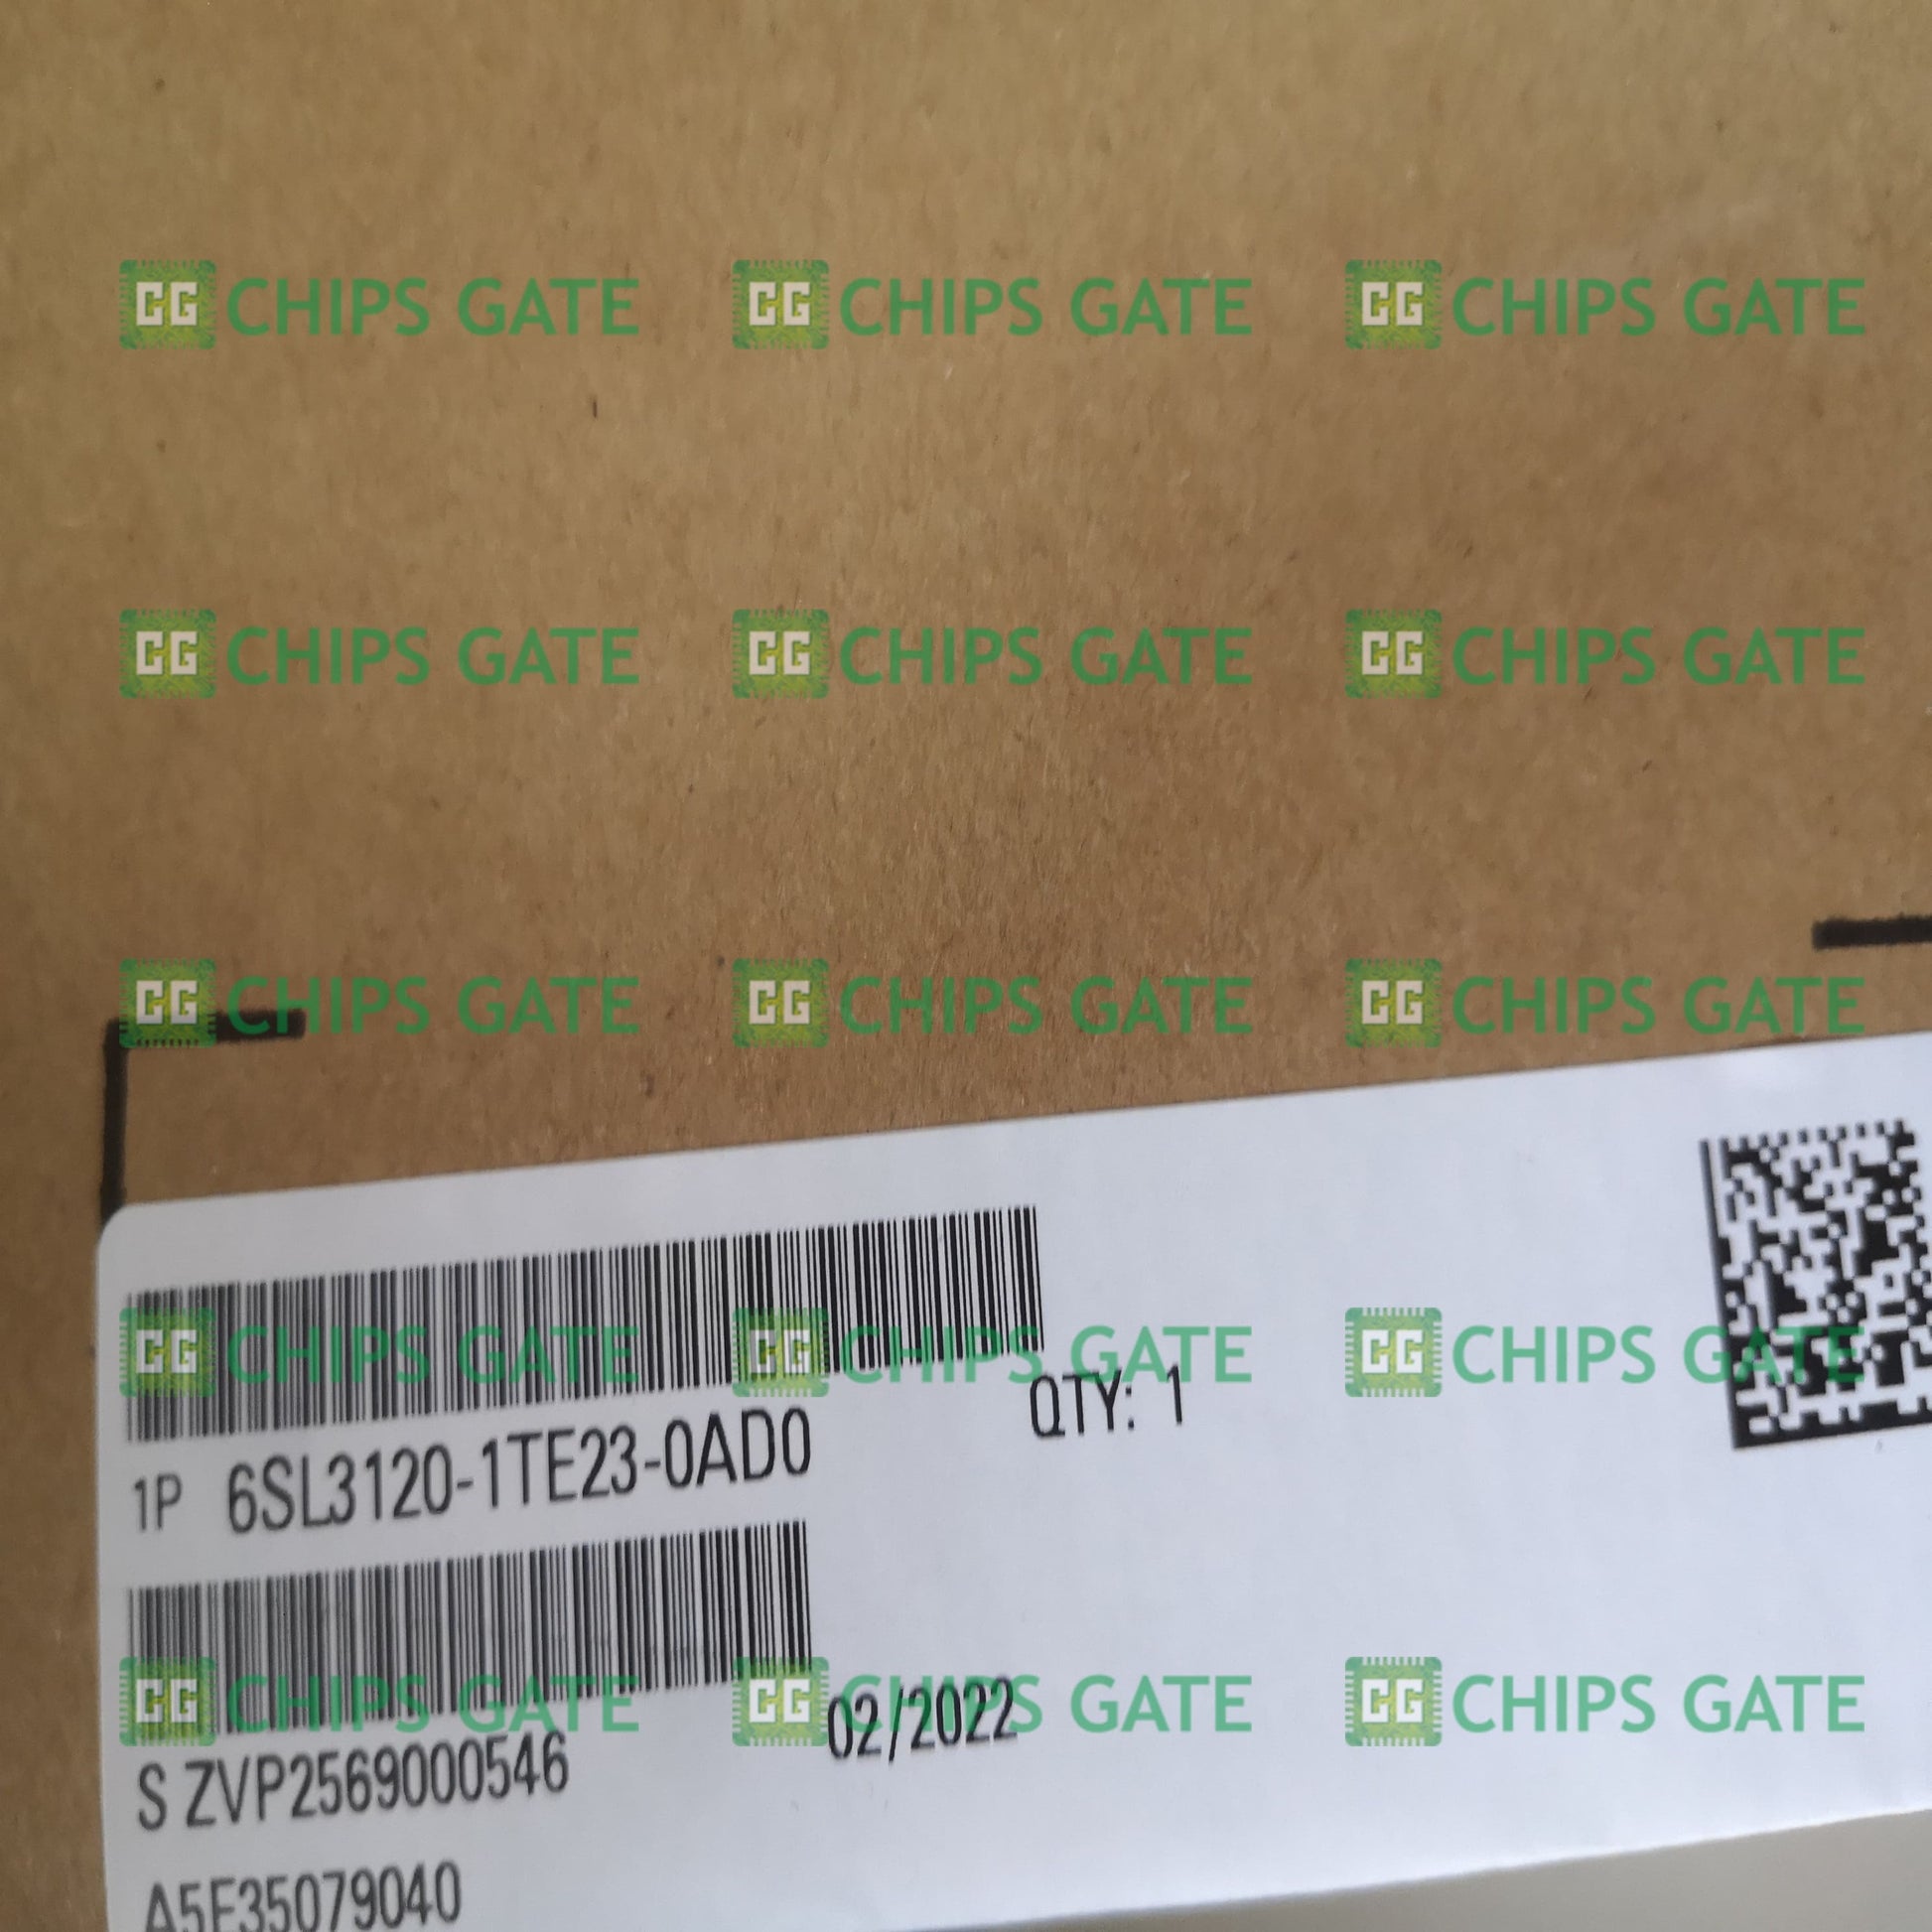 CG CHIPS GATE CG CHIPS GATE CG CHIPS GATE
CG CHIPS GATE CG CHIPS GATE CG CHIPS GATE
CG CHIPS GATE CG CHIPS GATE CG CHIPS GATE
CG CHIPS GATE CG CHIPS GATE CG CHIPS GATE
QTY: 1
1P 6SL3120-1TE23-0AD0
CG CHIPS GATE CG CHIPS GATE CG CHIPS GATE
02/2022
S ZVP2569000546
A5E35079040